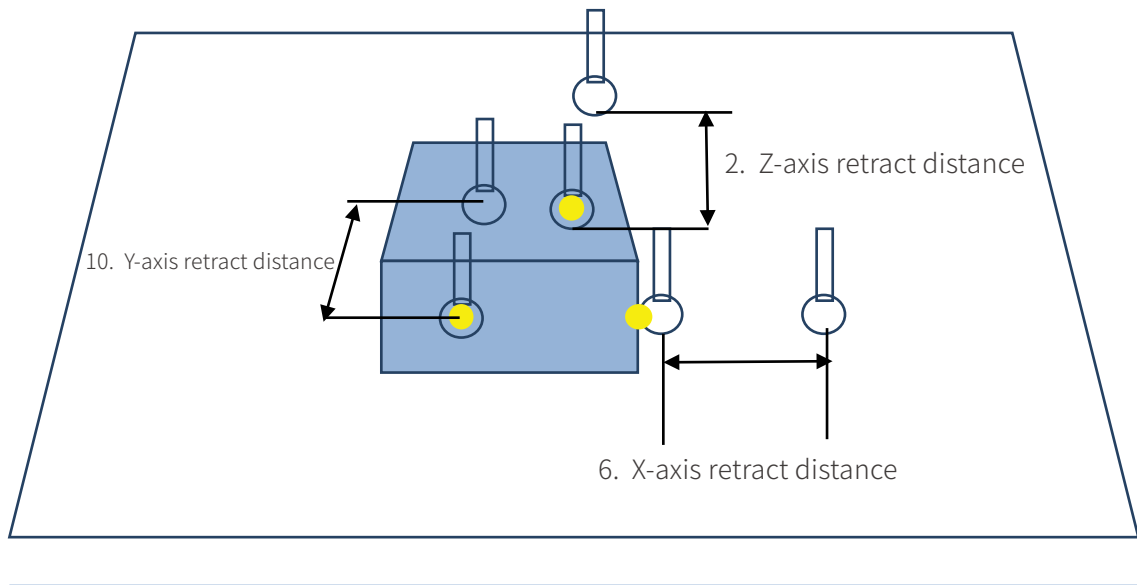 2. Z-axis retract distance
10. Y-axis retract distance
6. X-axis retract distance